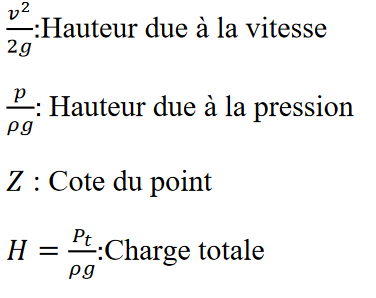 v²/2g:Hauteur due à la vitesse
p/ρg: Hauteur due à la pression
Z : Cote du point
H = Pₜ/ρg:Charge totale